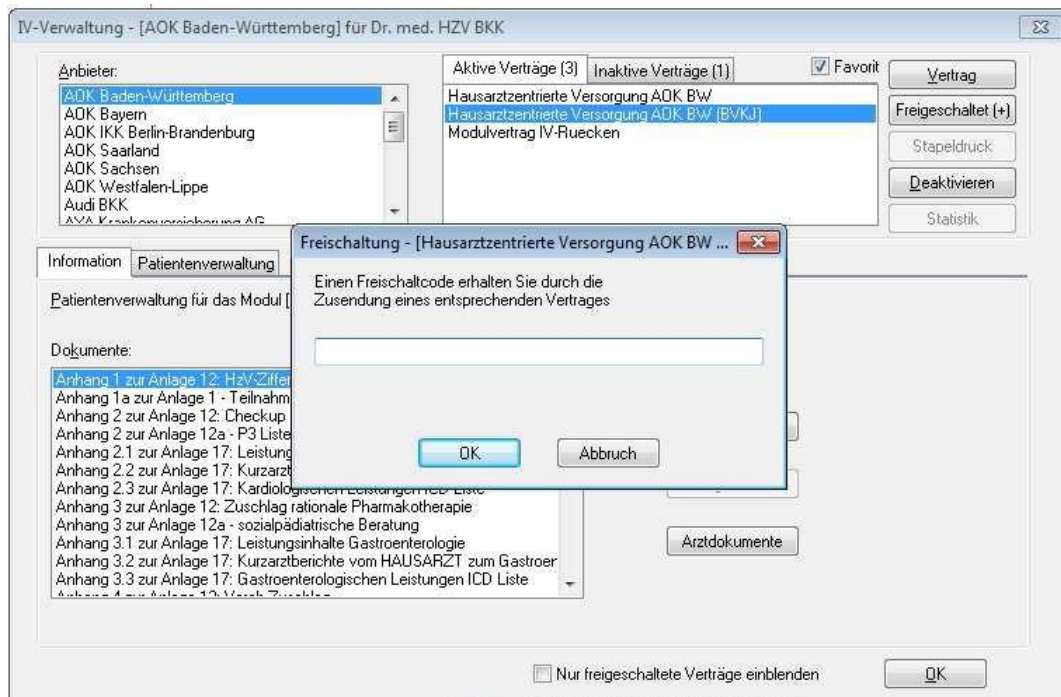 IV-Verwaltung - [AOK Baden-Württemberg] für Dr. med. HZV BKK
Anbieter:
AOK Baden-Württemberg
AOK Bayern
AOK IKK Berlin-Brandenburg
AOK Saarland
AOK Sachsen
AOK Westfalen-Lippe
Audi BKK
AXA Krankenversicherung AG
Aktive Verträge (3)
Inaktive Verträge (1)
Favorit
Hausarztzentrierte Versorgung AOK BW
Hausarztzentrierte Versorgung AOK BW (BVKJ)
Modulvertrag IV-Ruecken
Vertrag
Freigeschaltet (+)
Stapeldruck
Deaktivieren
Statistik
Information
Patientenverwaltung
Patientenverwaltung für das Modul [
Dokumente:
Anhang 1 zur Anlage 12: HzV-Ziffer
Anhang 1a zur Anlage 1 - Teilnahm
Anhang 2 zur Anlage 12: Checkup
Anhang 2 zur Anlage 12a - P3 Liste
Anhang 2.1 zur Anlage 17: Leistung
Anhang 2.2 zur Anlage 17: Kurzarzt
Anhang 2.3 zur Anlage 17: Kardiologischen Leistungen ICD Liste
Anhang 3 zur Anlage 12: Zuschlag rationale Pharmakotherapie
Anhang 3 zur Anlage 12a - sozialpädiatrische Beratung
Anhang 3.1 zur Anlage 17: Leistungsinhalte Gastroenterologie
Anhang 3.2 zur Anlage 17: Kurzarztberichte vom HAUSARZT zum Gastroer
Anhang 3.3 zur Anlage 17: Gastroenterologischen Leistungen ICD Liste
Freischaltung - [Hausarztzentrierte Versorgung AOK BW ...
Einen Freischaltcode erhalten Sie durch die
Zusendung eines entsprechenden Vertrages
OK
Abbruch
Arztdokumente
Nur freigeschaltete Verträge einblenden
OK